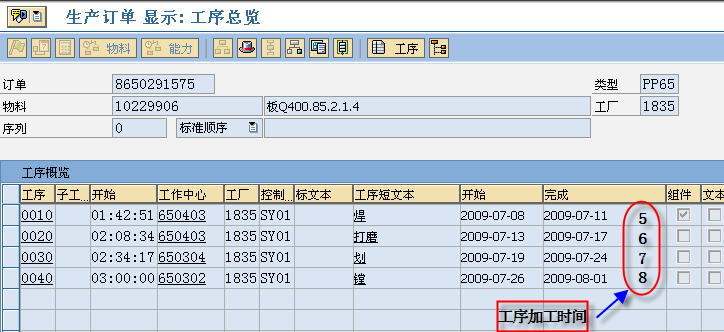 生产订单 显示: 工序总览
物料 能力 工序
订单 8650291575 类型 PP65
物料 10229906 板Q400.85.2.1.4 工厂 1835
序列 0 标准顺序
工序概览
工序 子工.. 开始 工作中心 工厂 控制.. 标文本 工序短文本 开始 完成 组件 文本
0010 01:42:51 650403 1835 SY01 焊 2009-07-08 2009-07-11 5
0020 02:08:34 650403 1835 SY01 打磨 2009-07-13 2009-07-17 6
0030 02:34:17 650304 1835 SY01 划 2009-07-19 2009-07-24 7
0040 03:00:00 650302 1835 SY01 镗 2009-07-26 2009-08-01 8
工序加工时间